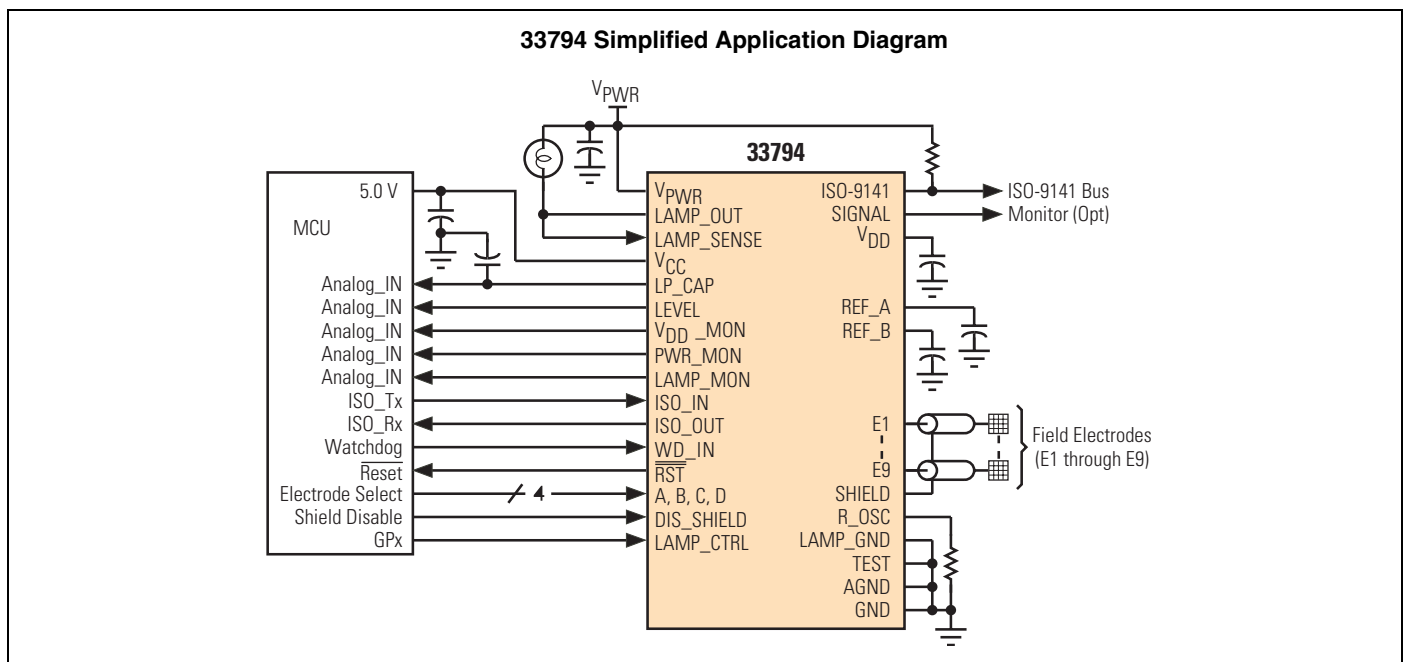 33794 Simplified Application Diagram
VPWR
33794
5.0 V
MCU
Analog_IN
Analog_IN
Analog_IN
Analog_IN
Analog_IN
ISO_Tx
ISO_Rx
Watchdog
Reset
Electrode Select
Shield Disable
GPx
4
VPWR
LAMP_OUT
LAMP_SENSE
VCC
LP_CAP
LEVEL
VDD_MON
PWR_MON
LAMP_MON
ISO_IN
ISO_OUT
WD_IN
RST
A, B, C, D
DIS_SHIELD
LAMP_CTRL
ISO-9141
SIGNAL
VDD
REF_A
REF_B
E1
E9
SHIELD
R_OSC
LAMP_GND
TEST
AGND
GND
ISO-9141 Bus
Monitor (Opt)
Field Electrodes
(E1 through E9)